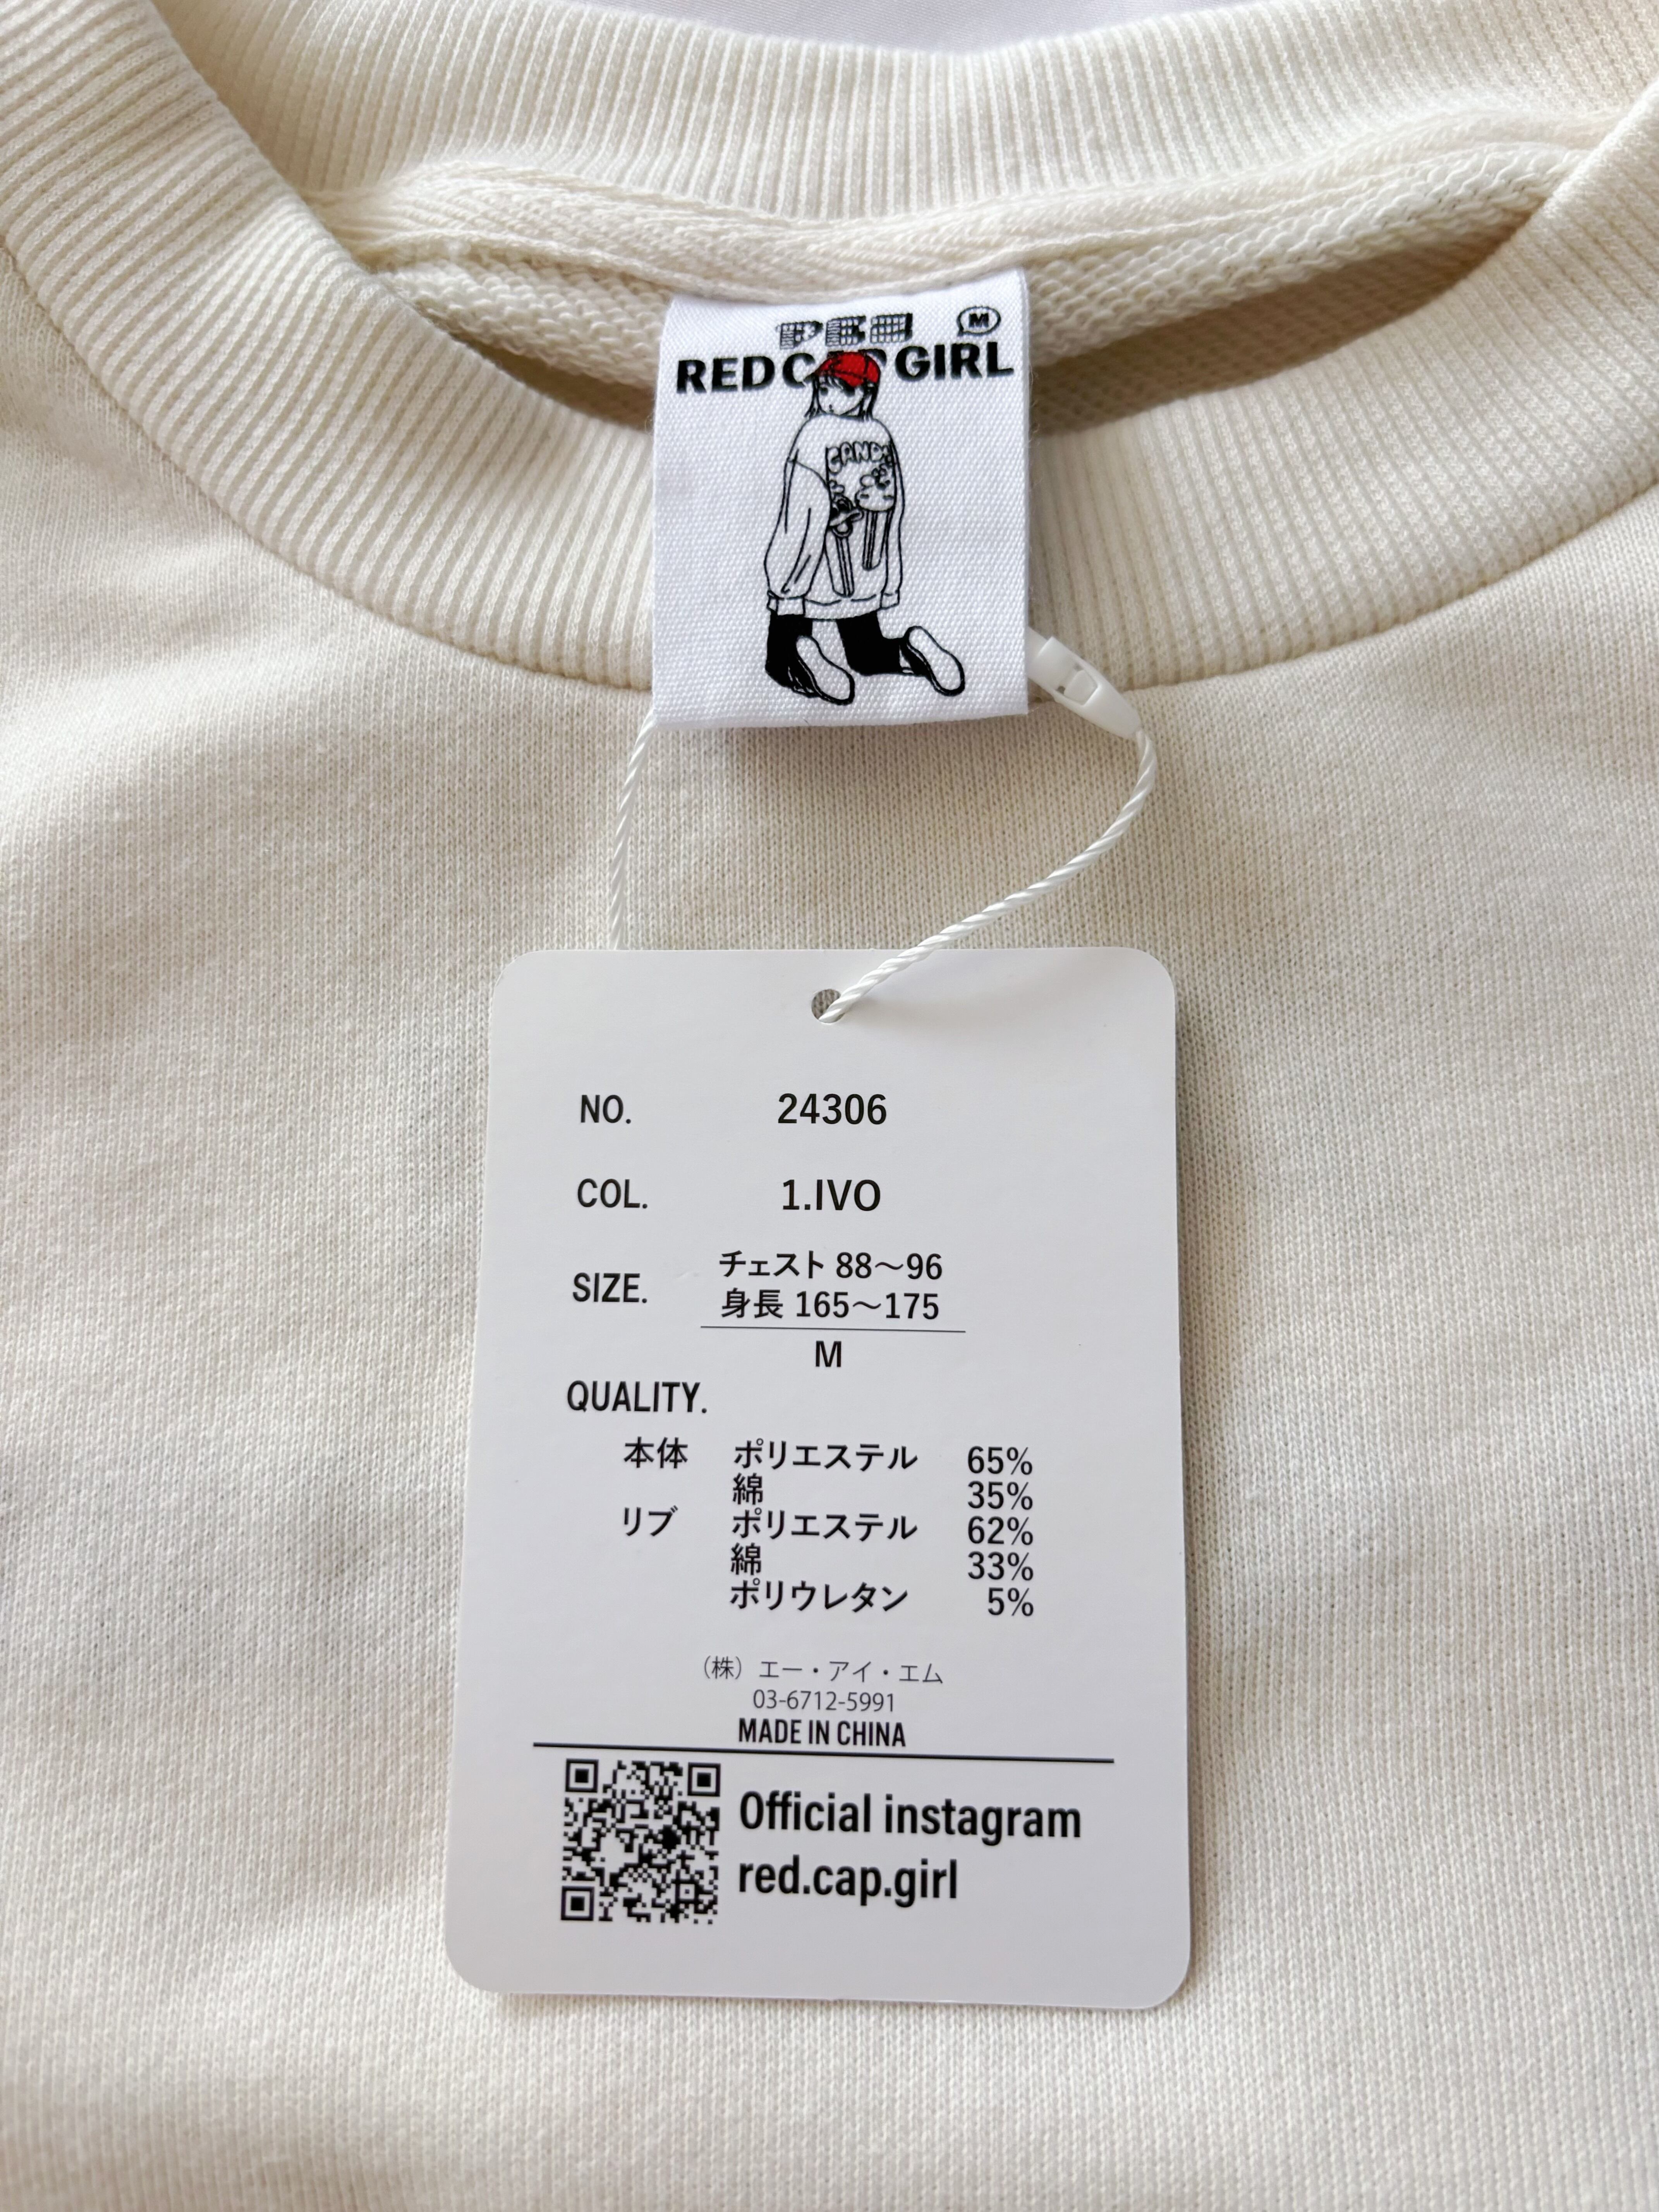 PEZ
M
RED CAP GIRL
CANDY
NO. 24306
COL. 1.IVO
SIZE. チェスト 88〜96
身長 165〜175
M
QUALITY.
本体 ポリエステル 65%
綿 35%
リブ ポリエステル 62%
綿 33%
ポリウレタン 5%
（株）エー・アイ・エム
03-6712-5991
MADE IN CHINA
Official instagram
red.cap.girl